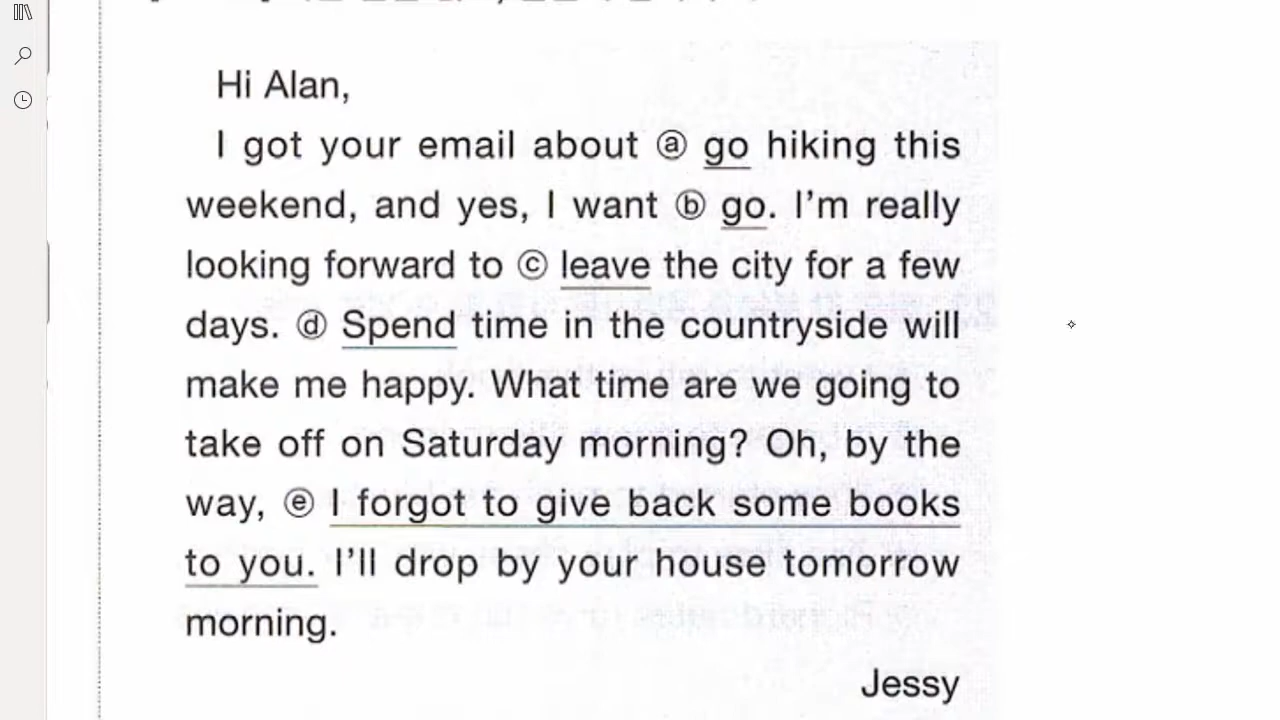 Hi Alan,
I got your email about ⓐ go hiking this
weekend, and yes, I want ⓑ go. I'm really
looking forward to ⓒ leave the city for a few
days. ⓓ Spend time in the countryside will
make me happy. What time are we going to
take off on Saturday morning? Oh, by the
way, ⓔ I forgot to give back some books
to you. I'll drop by your house tomorrow
morning.
Jessy